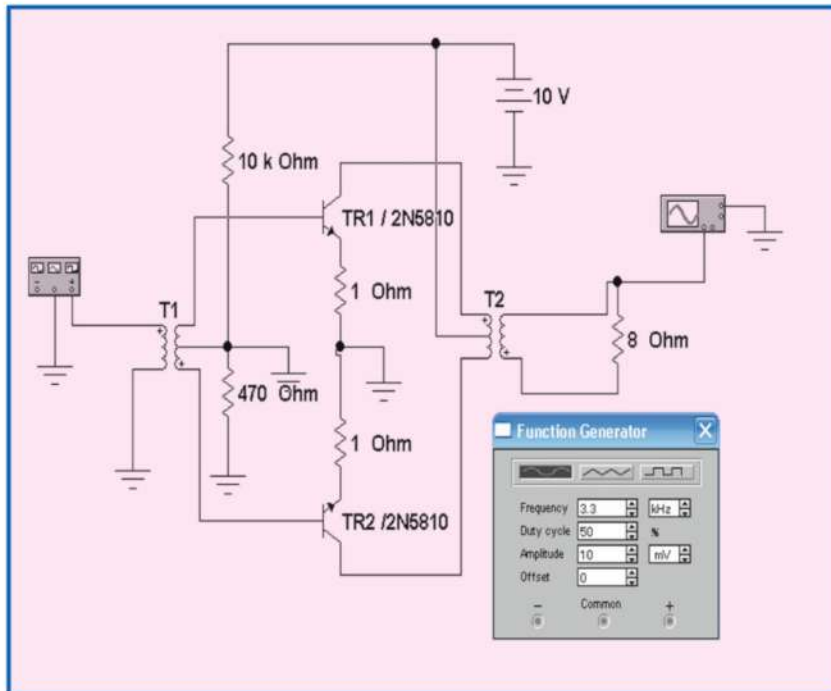 10 V
10 k Ohm
TR1 / 2N5810
1 Ohm
T1
T2
8 Ohm
470 Ohm
1 Ohm
TR2 /2N5810
Function Generator
Frequency 3.3 kHz
Duty cycle 50 %
Amplitude 10 mV
Offset 0
− Common +